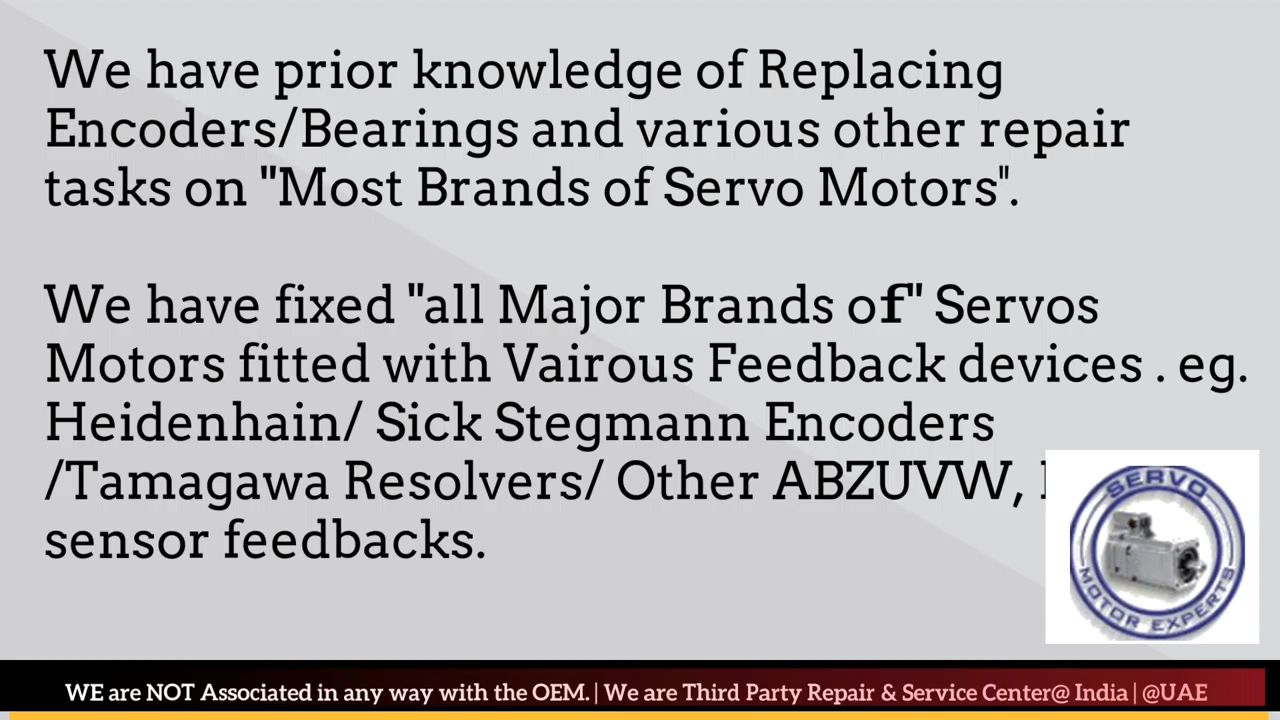 We have prior knowledge of Replacing
Encoders/Bearings and various other repair
tasks on "Most Brands of Servo Motors".
We have fixed "all Major Brands of" Servos
Motors fitted with Vairous Feedback devices . eg.
Heidenhain/ Sick Stegmann Encoders
/Tamagawa Resolvers/ Other ABZUVW,
sensor feedbacks.
SERVO
MOTOR EXPERTS
WE are NOT Associated in any way with the OEM. | We are Third Party Repair & Service Center@ India | @UAE